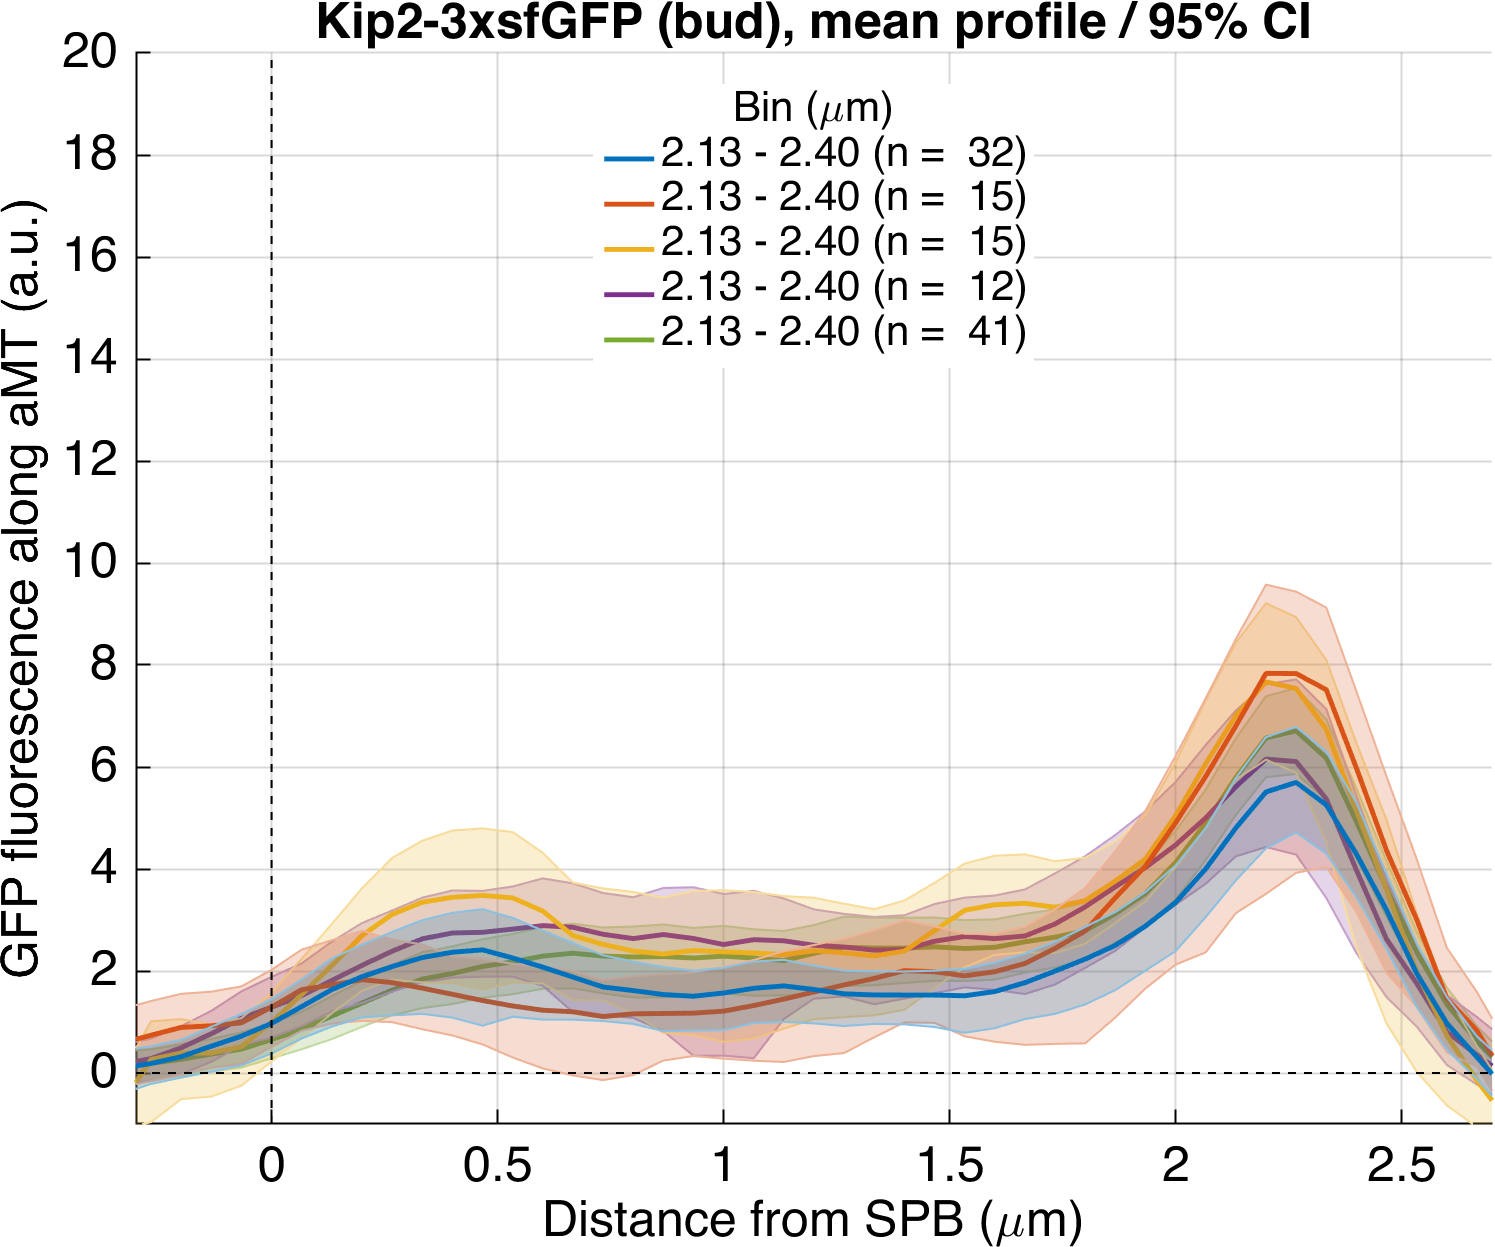 Kip2-3xsfGFP (bud), mean profile / 95% CI
GFP fluorescence along aMT (a.u.)
20
18
16
14
12
10
8
6
4
2
0
Bin (μm)
2.13 - 2.40 (n = 32)
2.13 - 2.40 (n = 15)
2.13 - 2.40 (n = 15)
2.13 - 2.40 (n = 12)
2.13 - 2.40 (n = 41)
0 0.5 1 1.5 2 2.5
Distance from SPB (μm)